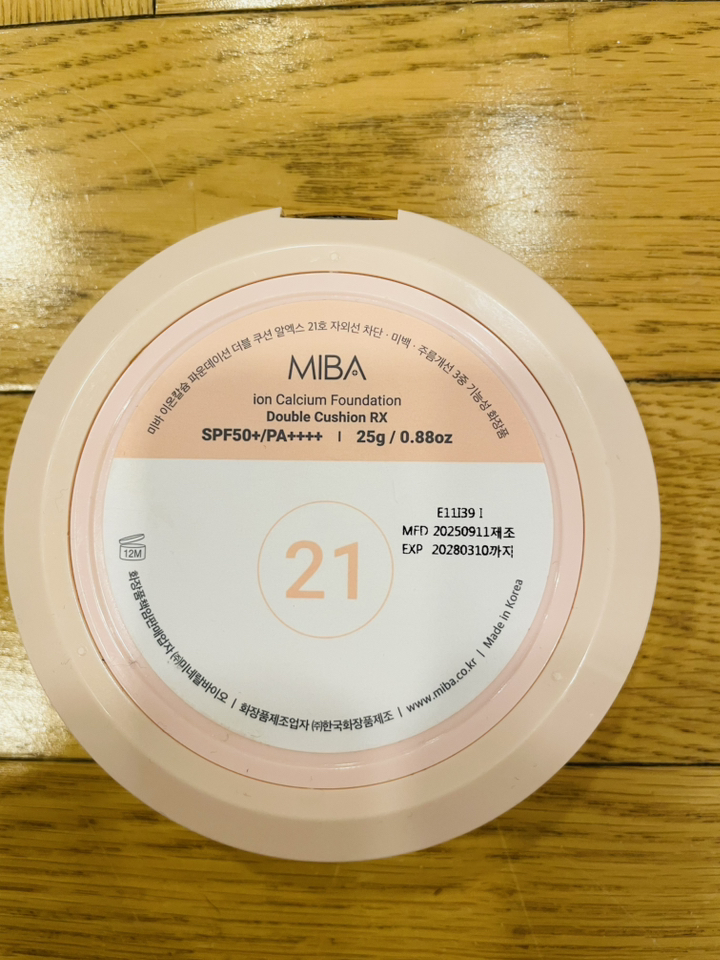 미바 이온칼슘 파운데이션 더블 쿠션 알엑스 21호 자외선 차단 · 미백 · 주름개선 3중 기능성 화장품
MIBA
ion Calcium Foundation
Double Cushion RX
SPF50+/PA++++ | 25g / 0.88oz
E11I39 I
MFD 20250911제조
EXP 20280310까지
21
12M
화장품책임판매업자 ㈜미네랄바이오 | 화장품제조업자 ㈜한국화장품제조 | www.miba.co.kr | Made in Korea